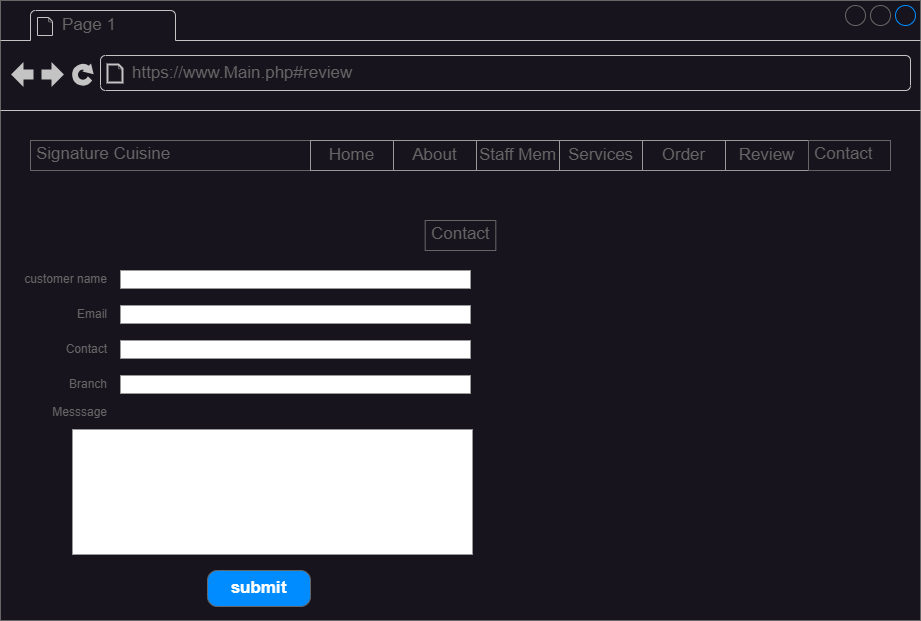 Page 1
https://www.Main.php#review
Signature Cuisine Home About Staff Mem Services Order Review Contact
Contact
customer name
Email
Contact
Branch
Messsage
submit